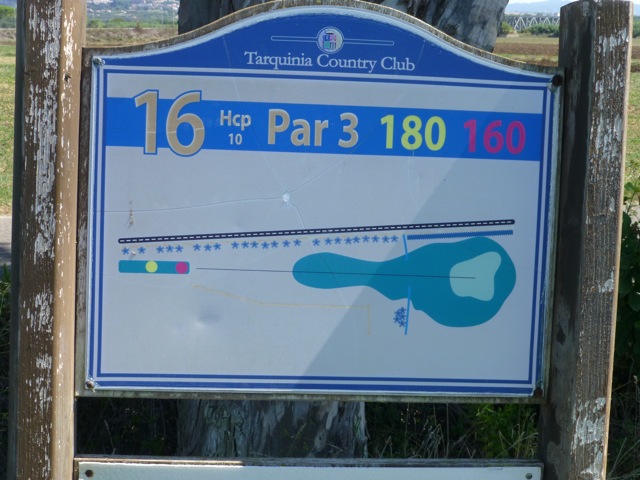 Tarquinia Country Club
16 Hcp 10 Par 3 180 160